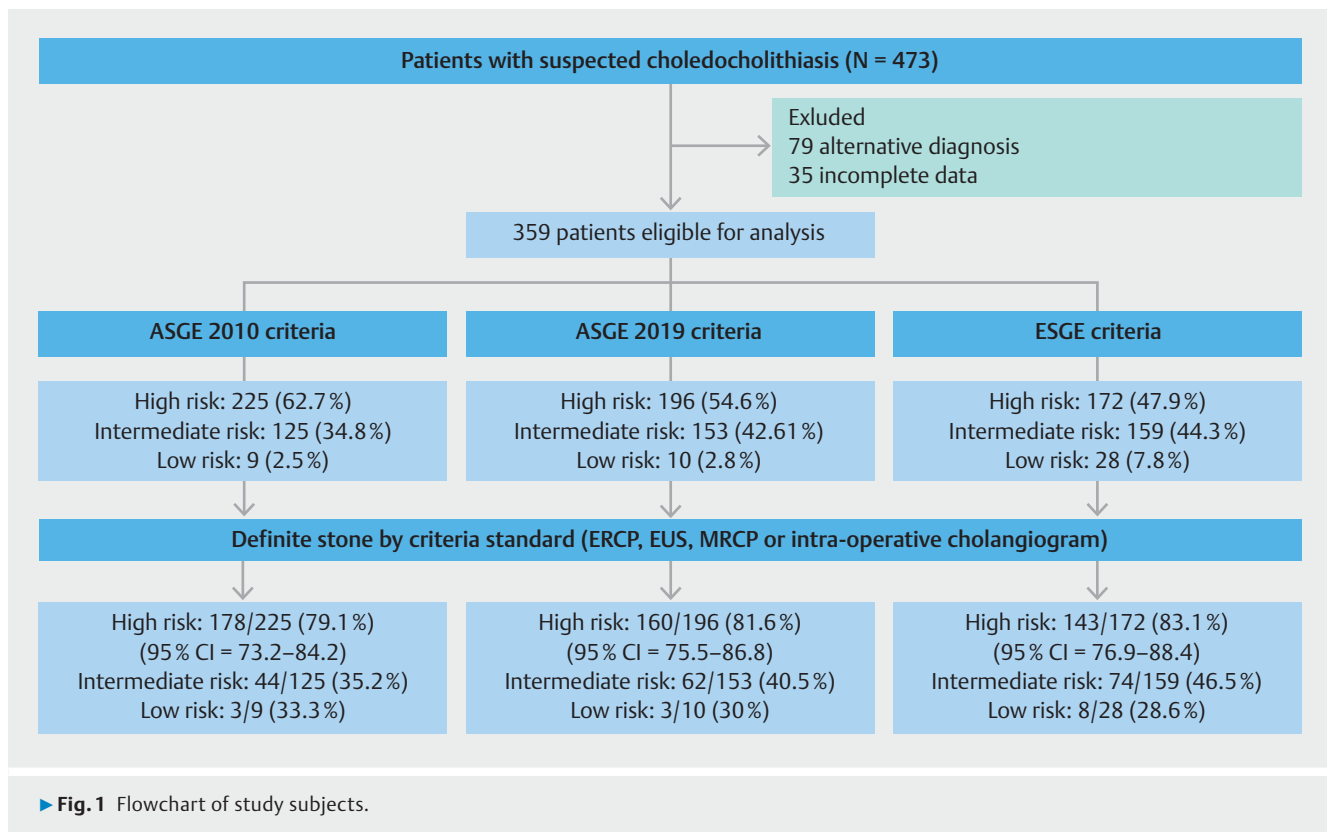 Patients with suspected choledocholithiasis (N = 473)
Exluded
79 alternative diagnosis
35 incomplete data
359 patients eligible for analysis
ASGE 2010 criteria
High risk: 225 (62.7 %)
Intermediate risk: 125 (34.8 %)
Low risk: 9 (2.5 %)
ASGE 2019 criteria
High risk: 196 (54.6 %)
Intermediate risk: 153 (42.61 %)
Low risk: 10 (2.8 %)
ESGE criteria
High risk: 172 (47.9 %)
Intermediate risk: 159 (44.3 %)
Low risk: 28 (7.8 %)
Definite stone by criteria standard (ERCP, EUS, MRCP or intra-operative cholangiogram)
High risk: 178/225 (79.1 %)
(95 % CI = 73.2–84.2)
Intermediate risk: 44/125 (35.2 %)
Low risk: 3/9 (33.3 %)
High risk: 160/196 (81.6 %)
(95 % CI = 75.5–86.8)
Intermediate risk: 62/153 (40.5 %)
Low risk: 3/10 (30 %)
High risk: 143/172 (83.1 %)
(95 % CI = 76.9–88.4)
Intermediate risk: 74/159 (46.5 %)
Low risk: 8/28 (28.6 %)
▶ Fig. 1 Flowchart of study subjects.